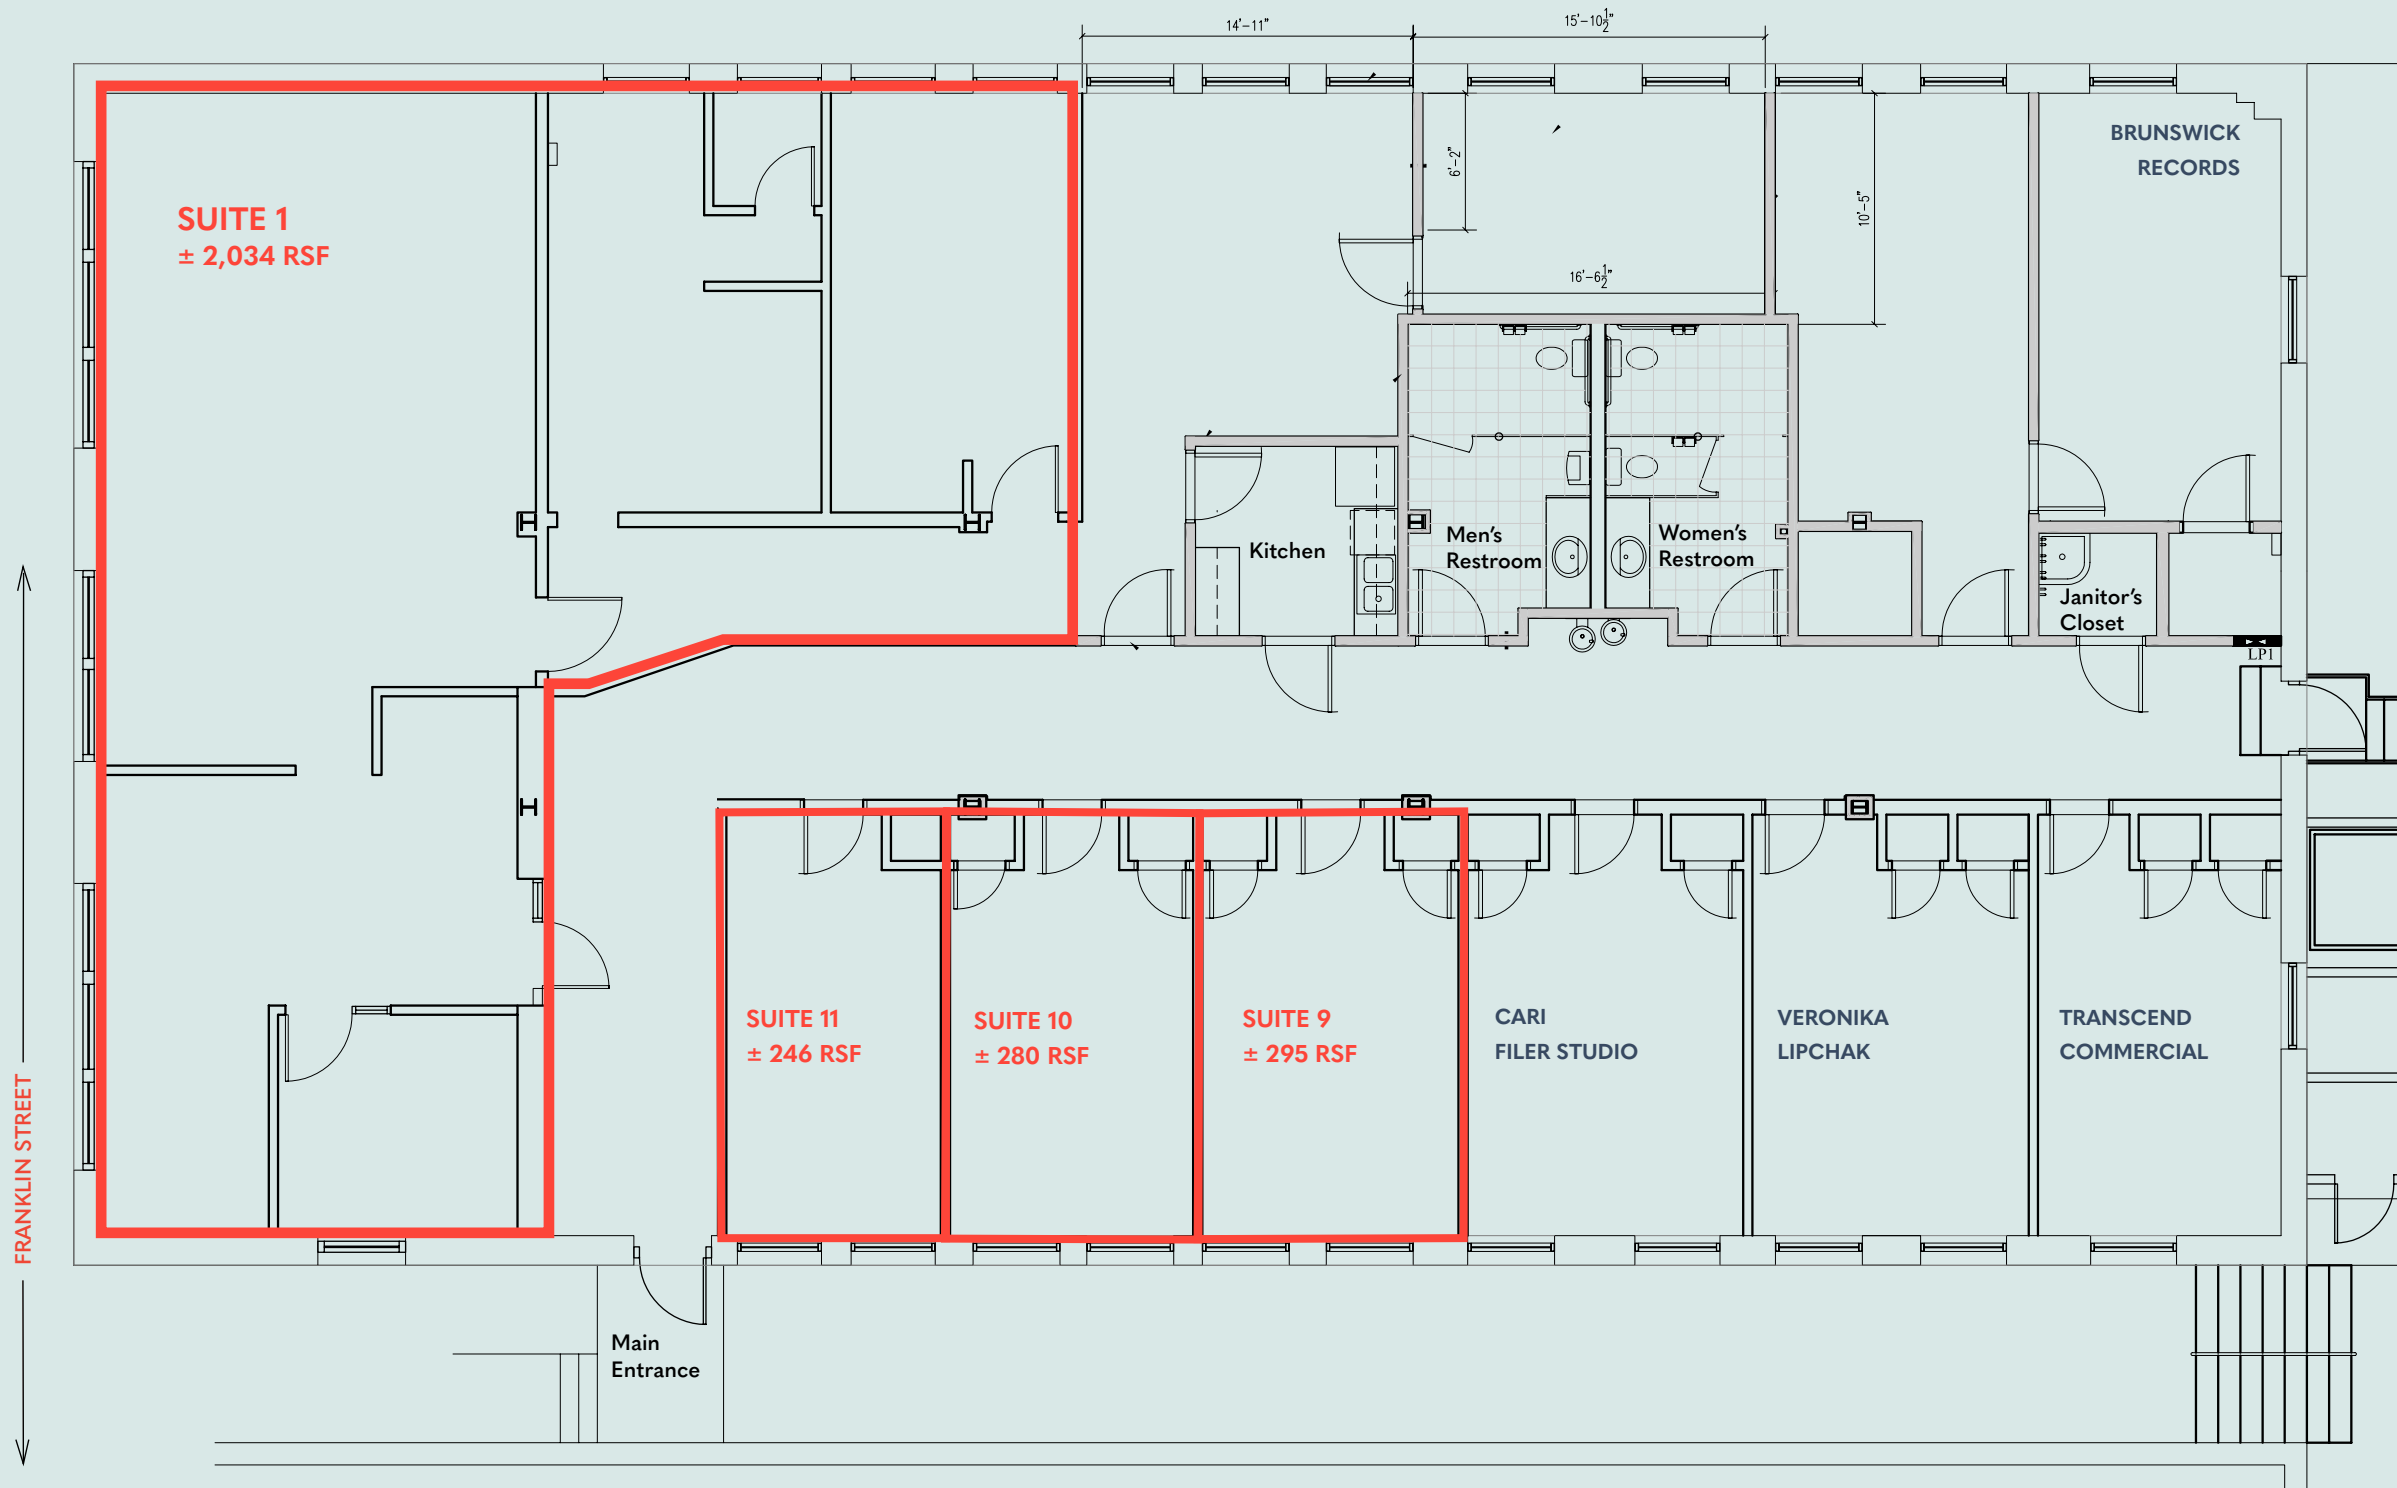 14'-11"
15'-10½"
BRUNSWICK
RECORDS
6'-2"
10'-5"
SUITE 1
± 2,034 RSF
16'-6½"
Kitchen
Men's
Restroom
Women's
Restroom
Janitor's
Closet
LP1
SUITE 11
± 246 RSF
SUITE 10
± 280 RSF
SUITE 9
± 295 RSF
CARI
FILER STUDIO
VERONIKA
LIPCHAK
TRANSCEND
COMMERCIAL
FRANKLIN STREET
Main
Entrance